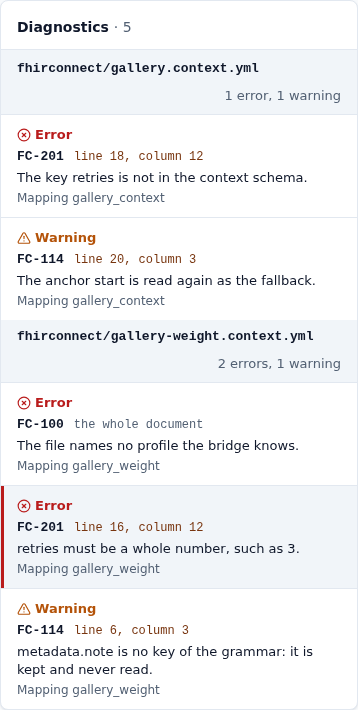 Diagnostics · 5
fhirconnect/gallery.context.yml
1 error, 1 warning
Error
FC-201 line 18, column 12
The key retries is not in the context schema.
Mapping gallery_context
Warning
FC-114 line 20, column 3
The anchor start is read again as the fallback.
Mapping gallery_context
fhirconnect/gallery-weight.context.yml
2 errors, 1 warning
Error
FC-100 the whole document
The file names no profile the bridge knows.
Mapping gallery_weight
Error
FC-201 line 16, column 12
retries must be a whole number, such as 3.
Mapping gallery_weight
Warning
FC-114 line 6, column 3
metadata.note is no key of the grammar: it is
kept and never read.
Mapping gallery_weight